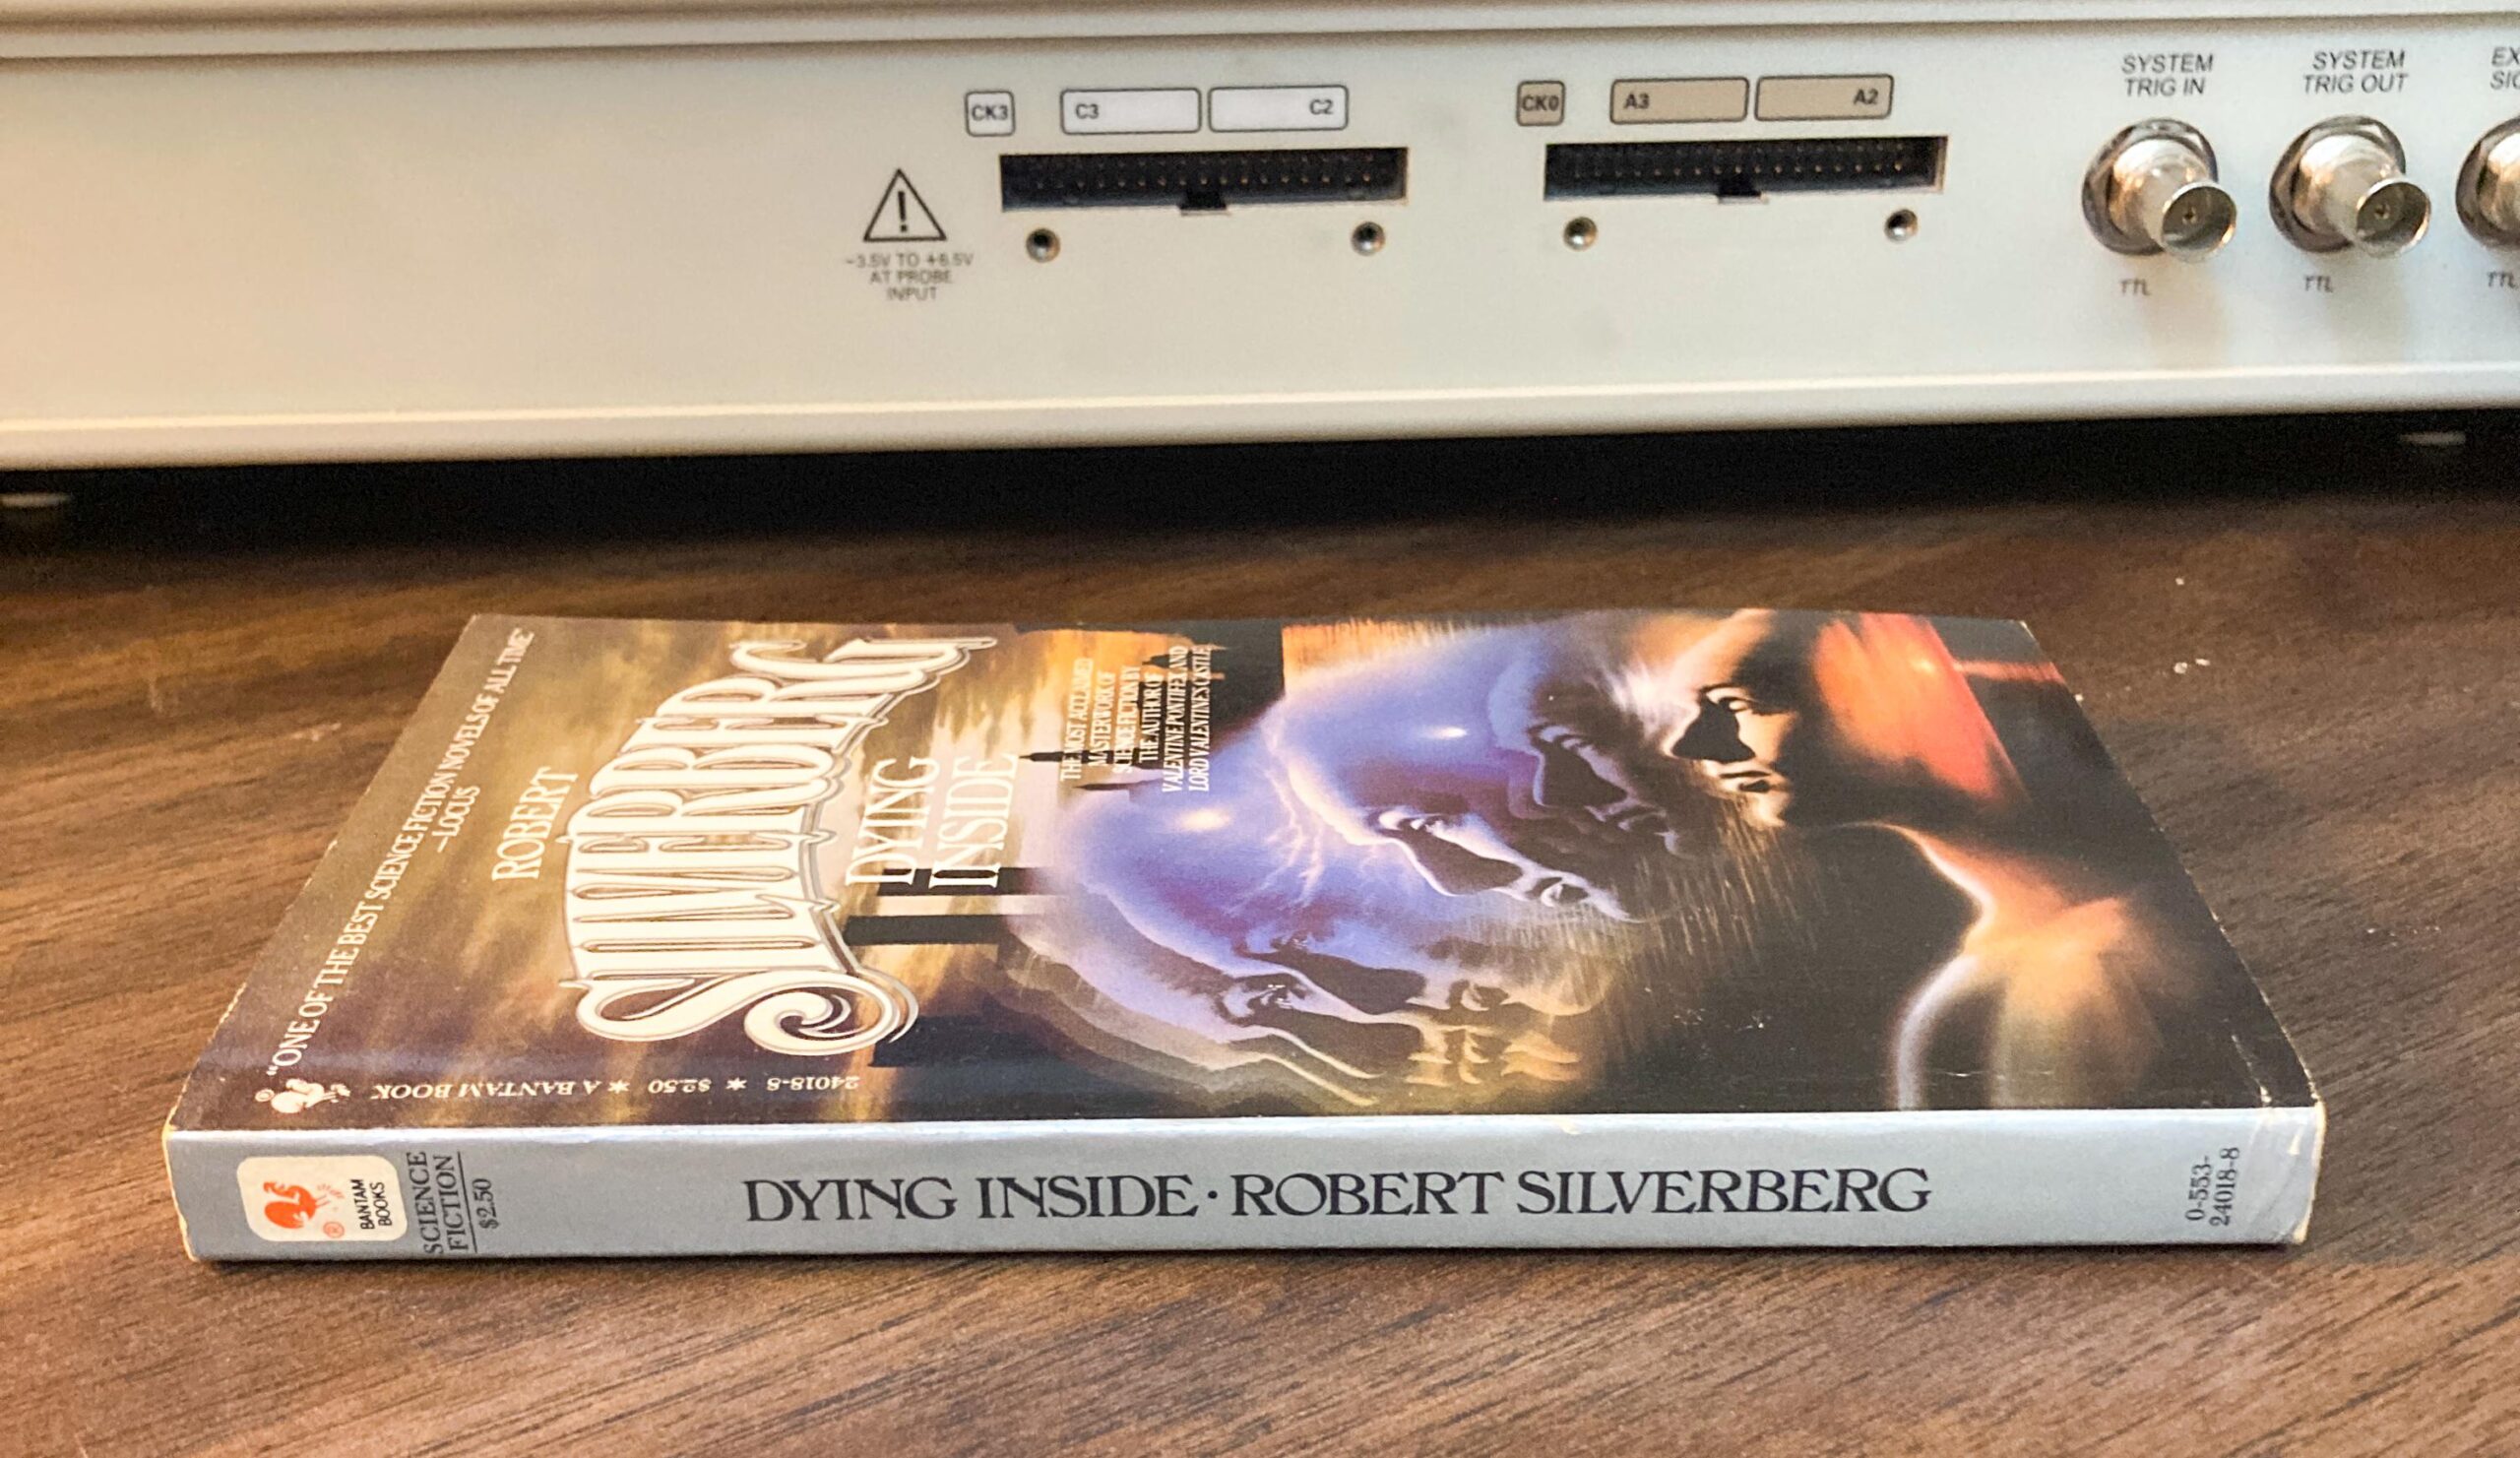 CK3
C3
C2
CK0
A3
A2
SYSTEM
TRIG IN
SYSTEM
TRIG OUT
-3.5V TO +6.5V
AT PROBE
INPUT
TTL
TTL
TTL
"ONE OF THE BEST SCIENCE FICTION NOVELS OF ALL TIME"
—LOCUS
ROBERT
SILVERBERG
DYING
INSIDE
THE MOST ACCLAIMED
MASTERWORK OF
SCIENCE FICTION BY
THE AUTHOR OF
VALENTINE PONTIFEX AND
LORD VALENTINE'S CASTLE
24018-8 * $2.50 * A BANTAM BOOK
BANTAM
BOOKS
SCIENCE
FICTION
$2.50
DYING INSIDE · ROBERT SILVERBERG
0-553-
24018-8